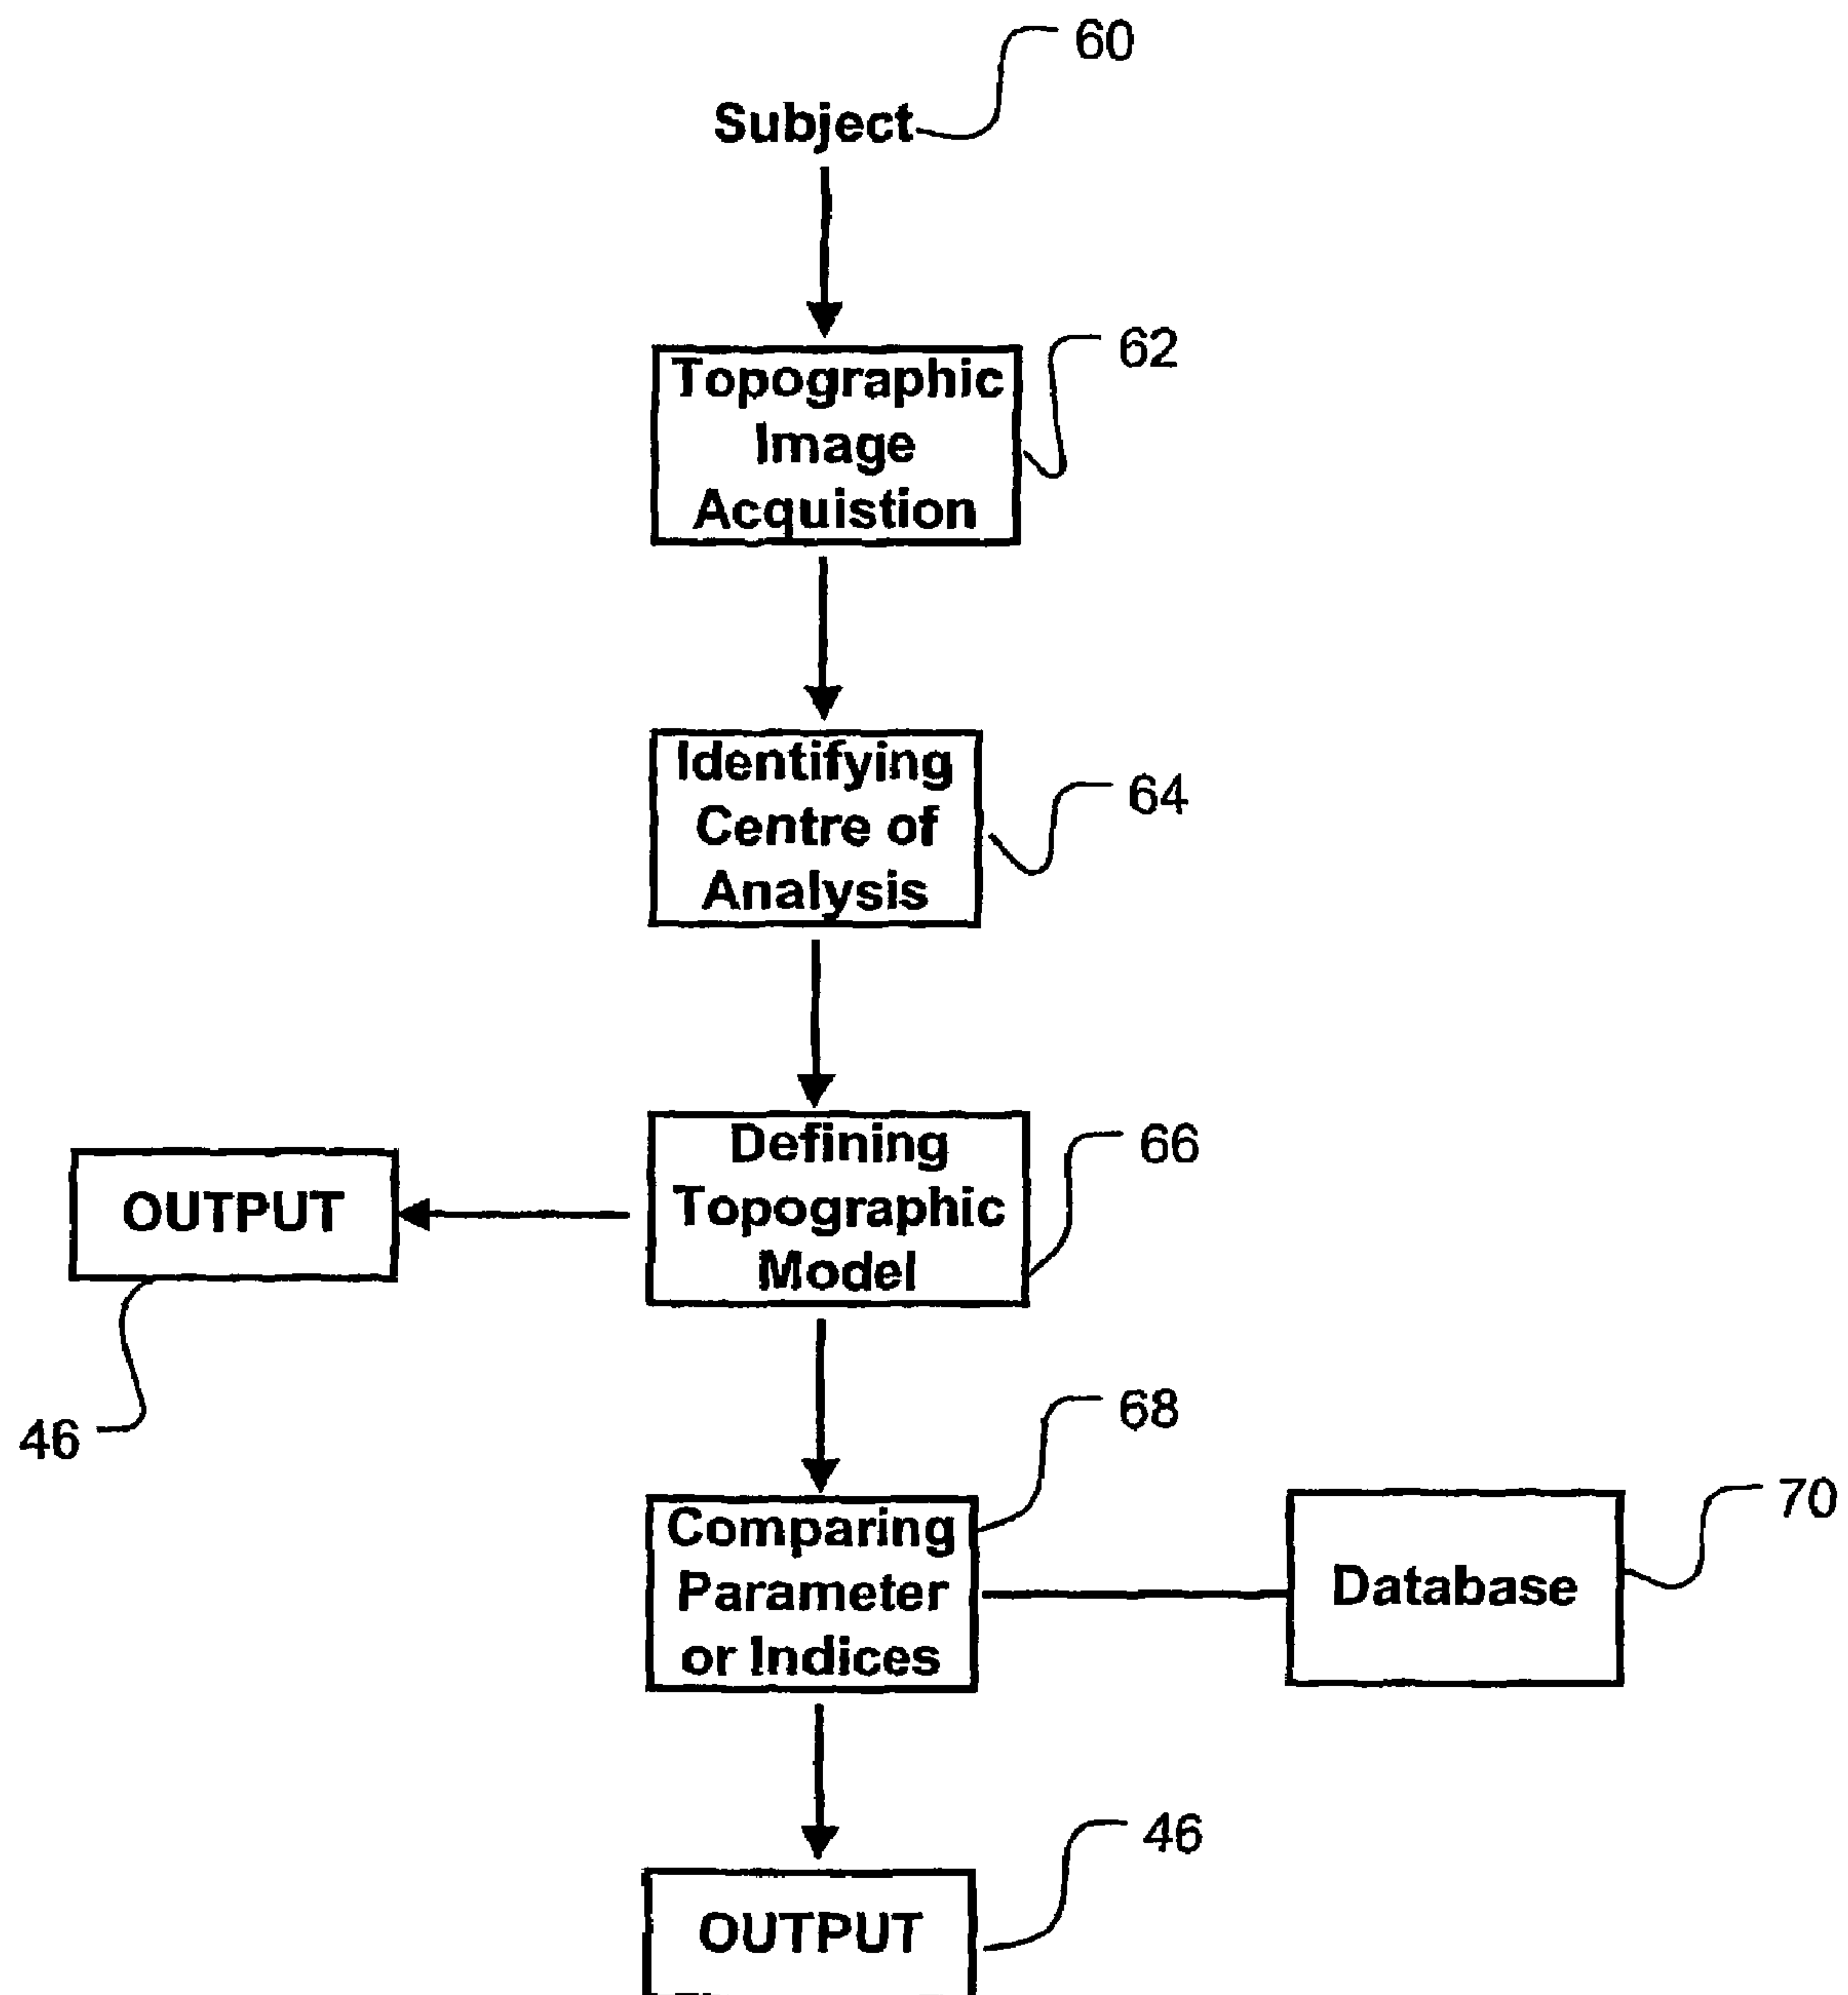 60
Subject
62
Topographic
Image
Acquistion
Identifying
Centre of
Analysis
64
Defining
Topographic
Model
66
OUTPUT
46
68
Comparing
Parameter
or Indices
70
Database
46
OUTPUT